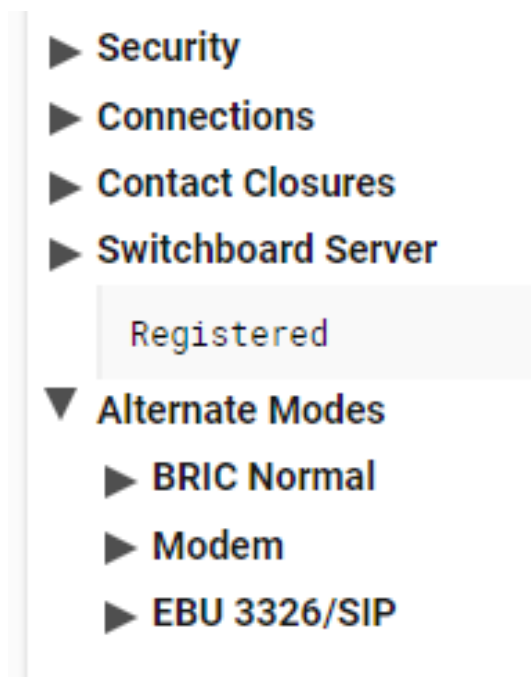 Security
Connections
Contact Closures
Switchboard Server
Registered
Alternate Modes
BRIC Normal
Modem
EBU 3326/SIP